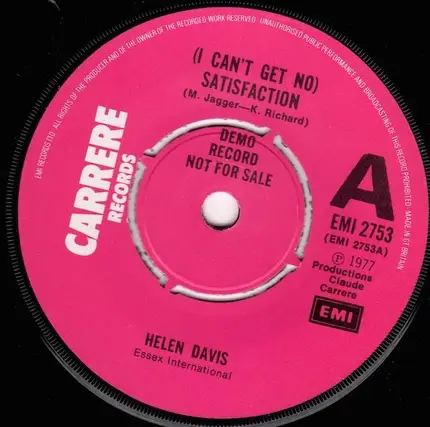 EMI RECORDS LTD ALL RIGHTS OF THE PRODUCER AND OF THE OWNER OF THE RECORDED WORK RESERVED UNAUTHORISED PUBLIC PERFORMANCE AND BROADCASTING OF THIS RECORD PROHIBITED MADE IN GT BRITAIN
(I CAN'T GET NO)
SATISFACTION
(M. Jagger—K. Richard)
DEMO
RECORD
NOT FOR SALE
CARRERE
RECORDS
A
EMI 2753
(EMI 2753A)
℗ 1977
Productions
Claude
Carrere
EMI
HELEN DAVIS
Essex International